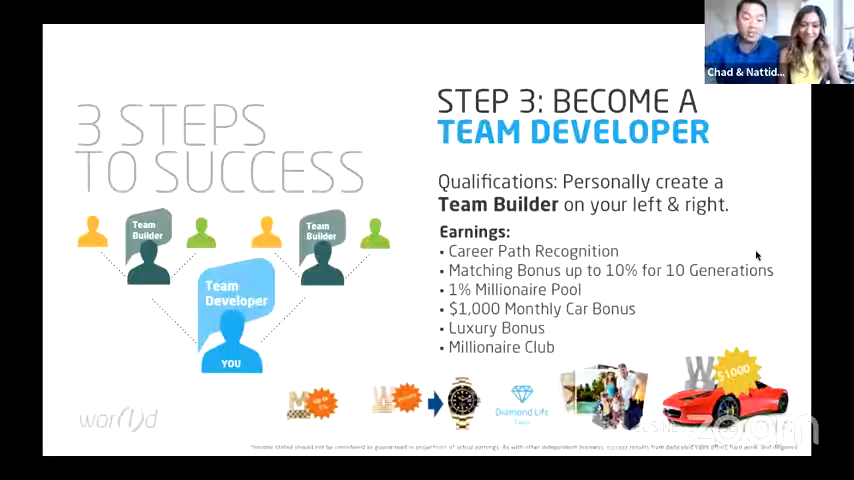 Chad & Nattid...
3 STEPS
TO SUCCESS
STEP 3: BECOME A
TEAM DEVELOPER
Qualifications: Personally create a
Team Builder on your left & right.
Earnings:
• Career Path Recognition
• Matching Bonus up to 10% for 10 Generations
• 1% Millionaire Pool
• $1,000 Monthly Car Bonus
• Luxury Bonus
• Millionaire Club
Team
Builder
Team
Builder
Team
Developer
YOU
Diamond Life
$1000
wor(l)d
zoom